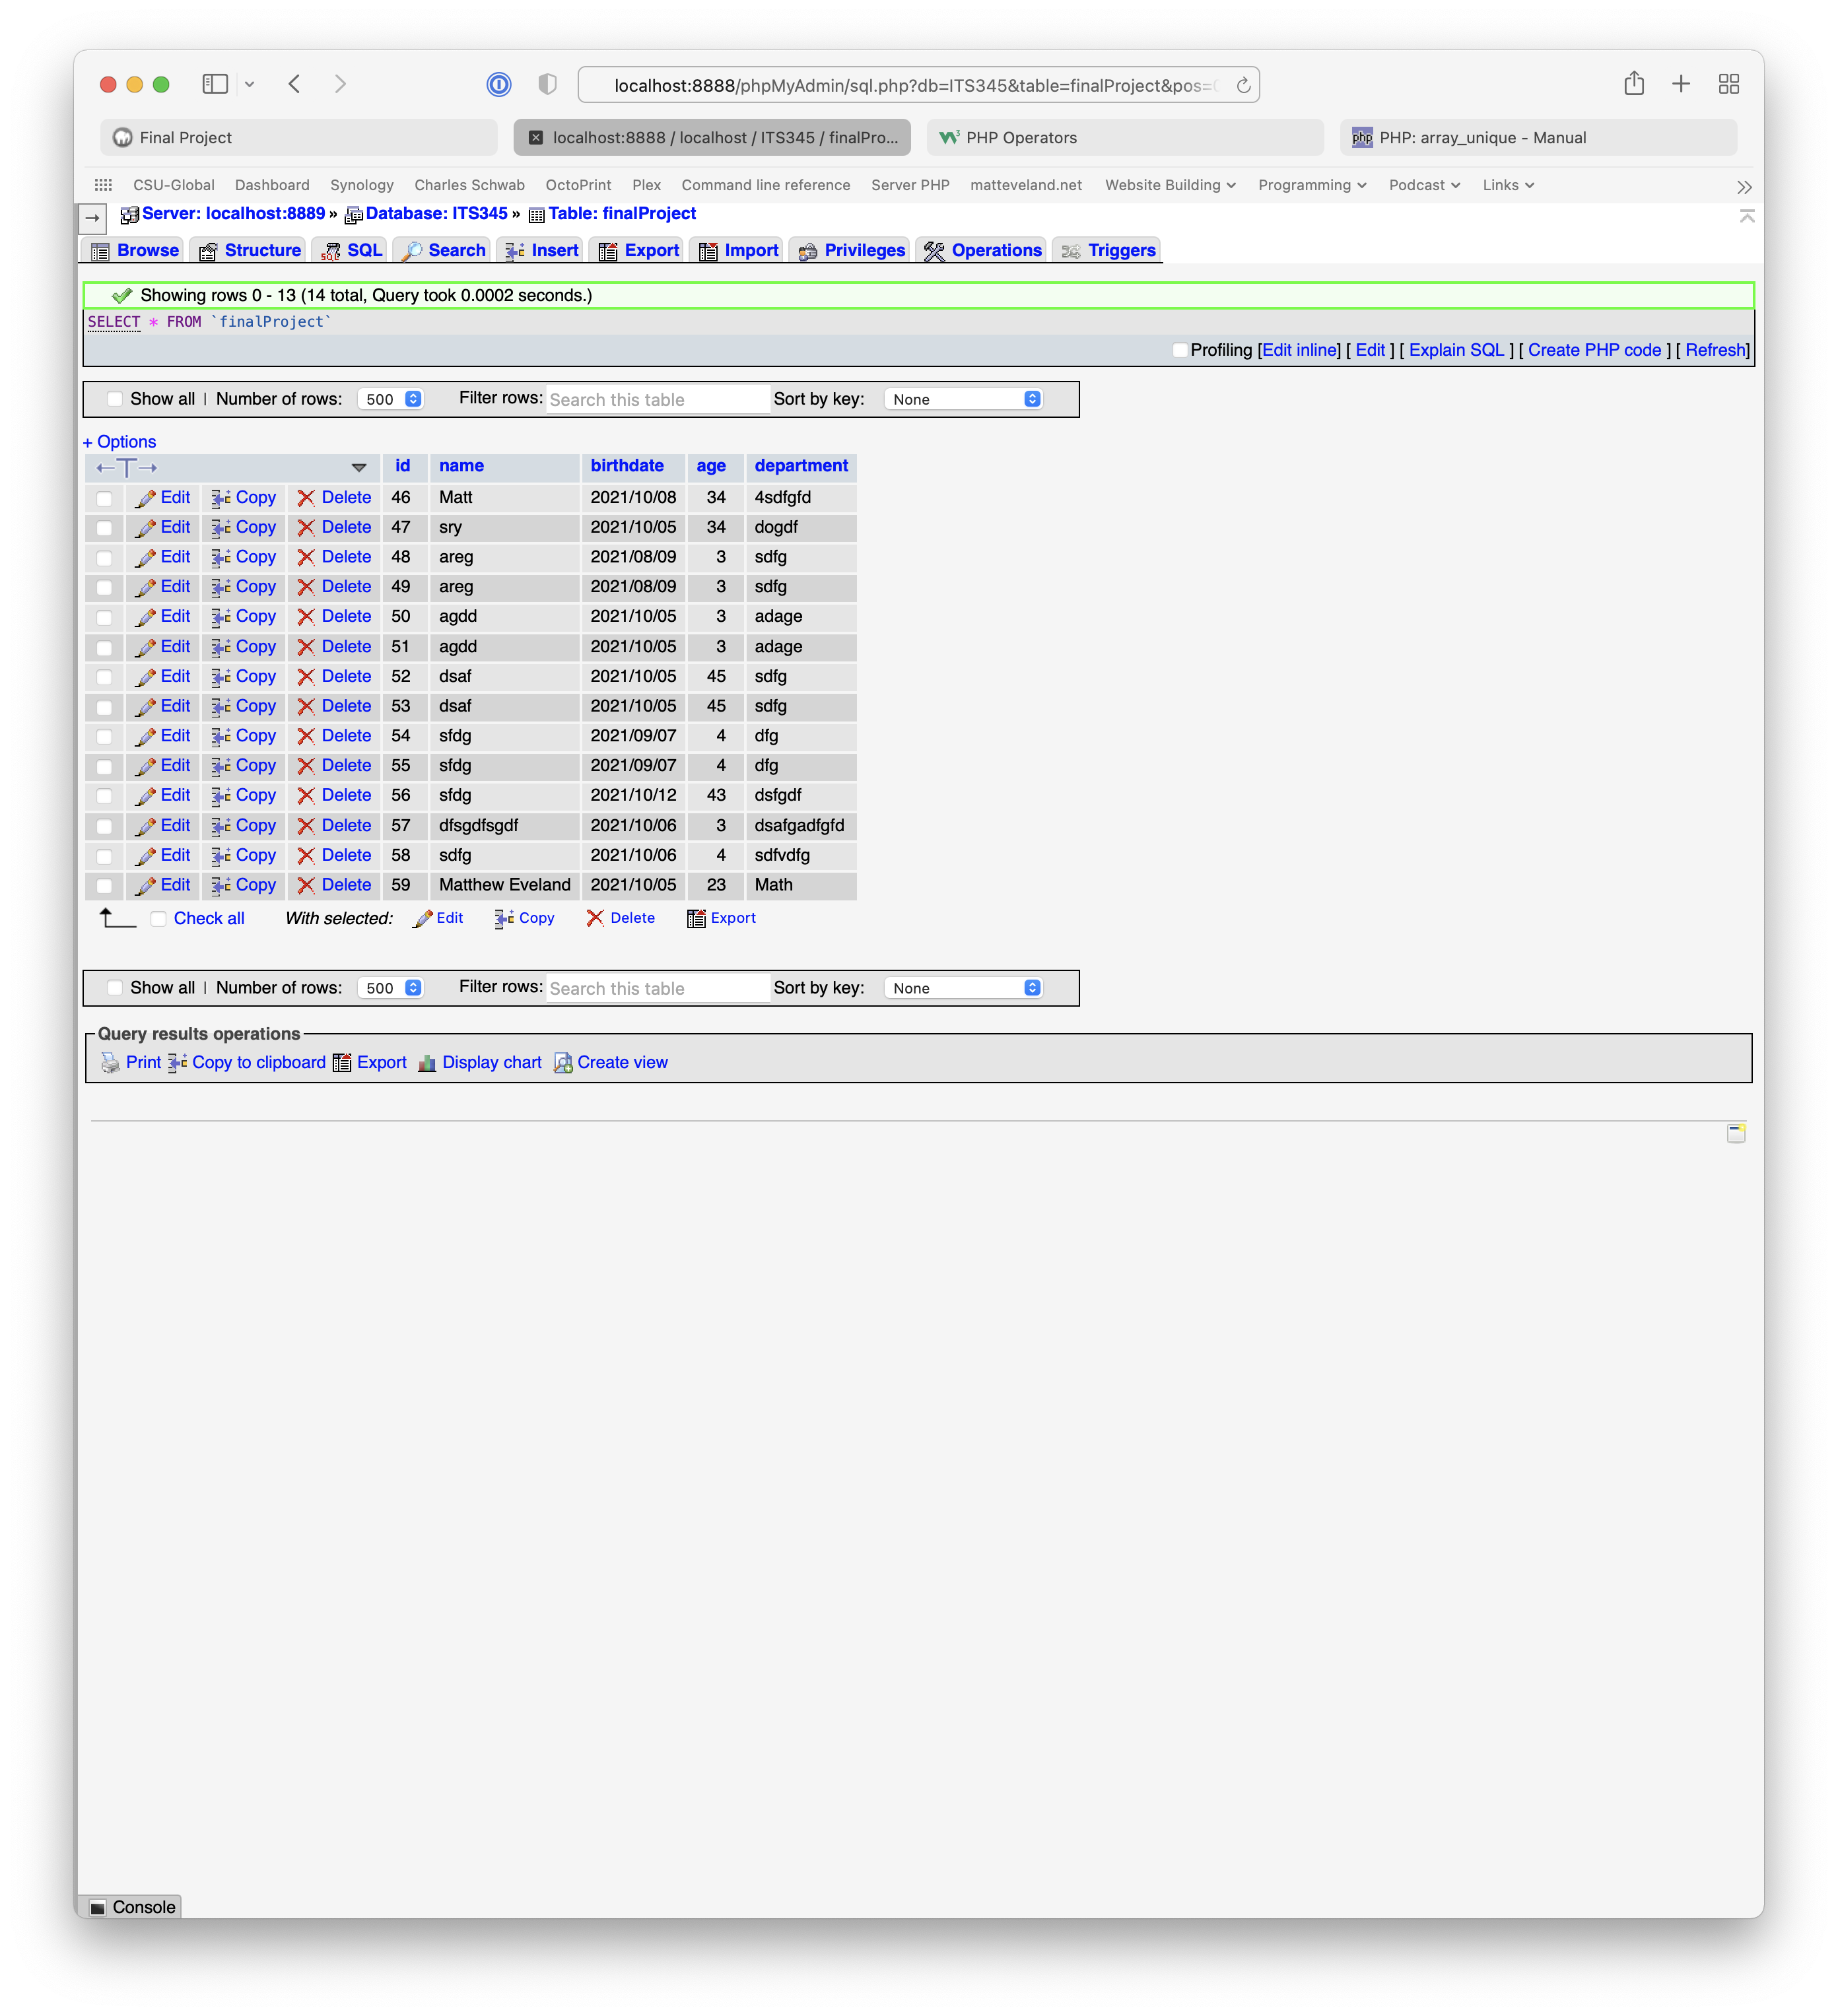 localhost:8888/phpMyAdmin/sql.php?db=ITS345&table=finalProject&pos=
Final Project
localhost:8888 / localhost / ITS345 / finalPro...
PHP Operators
PHP: array_unique - Manual
CSU-Global Dashboard Synology Charles Schwab OctoPrint Plex Command line reference Server PHP matteveland.net Website Building Programming Podcast Links
Server: localhost:8889 » Database: ITS345 » Table: finalProject
Browse Structure SQL Search Insert Export Import Privileges Operations Triggers
Showing rows 0 - 13 (14 total, Query took 0.0002 seconds.)
SELECT * FROM `finalProject`
Profiling [Edit inline] [ Edit ] [ Explain SQL ] [ Create PHP code ] [ Refresh]
Show all | Number of rows: 500 Filter rows: Search this table Sort by key: None
+ Options
id name birthdate age department
Edit Copy Delete 46 Matt 2021/10/08 34 4sdfgfd
Edit Copy Delete 47 sry 2021/10/05 34 dogdf
Edit Copy Delete 48 areg 2021/08/09 3 sdfg
Edit Copy Delete 49 areg 2021/08/09 3 sdfg
Edit Copy Delete 50 agdd 2021/10/05 3 adage
Edit Copy Delete 51 agdd 2021/10/05 3 adage
Edit Copy Delete 52 dsaf 2021/10/05 45 sdfg
Edit Copy Delete 53 dsaf 2021/10/05 45 sdfg
Edit Copy Delete 54 sfdg 2021/09/07 4 dfg
Edit Copy Delete 55 sfdg 2021/09/07 4 dfg
Edit Copy Delete 56 sfdg 2021/10/12 43 dsfgdf
Edit Copy Delete 57 dfsgdfsgdf 2021/10/06 3 dsafgadfgfd
Edit Copy Delete 58 sdfg 2021/10/06 4 sdfvdfg
Edit Copy Delete 59 Matthew Eveland 2021/10/05 23 Math
Check all With selected: Edit Copy Delete Export
Show all | Number of rows: 500 Filter rows: Search this table Sort by key: None
Query results operations
Print Copy to clipboard Export Display chart Create view
Console